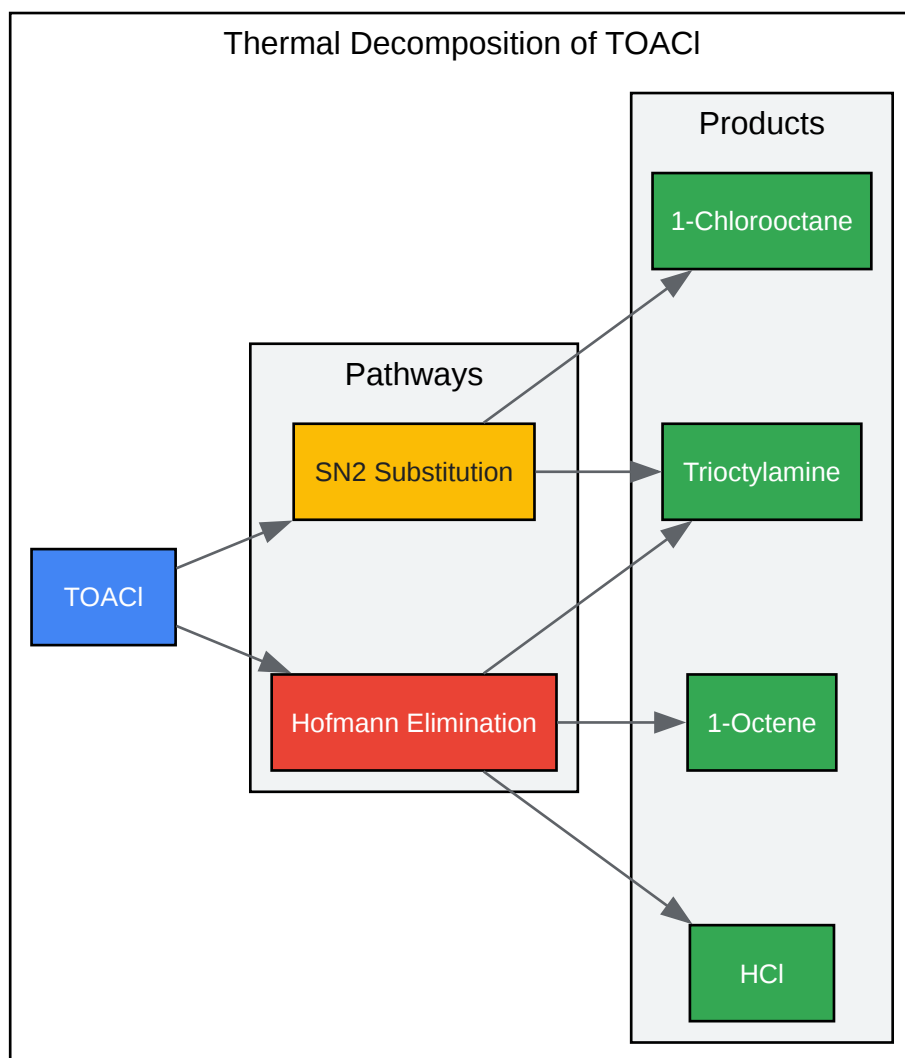 Thermal Decomposition of TOACl
Products
1-Chlorooctane
Pathways
SN2 Substitution
Trioctylamine
TOACl
Hofmann Elimination
1-Octene
HCl